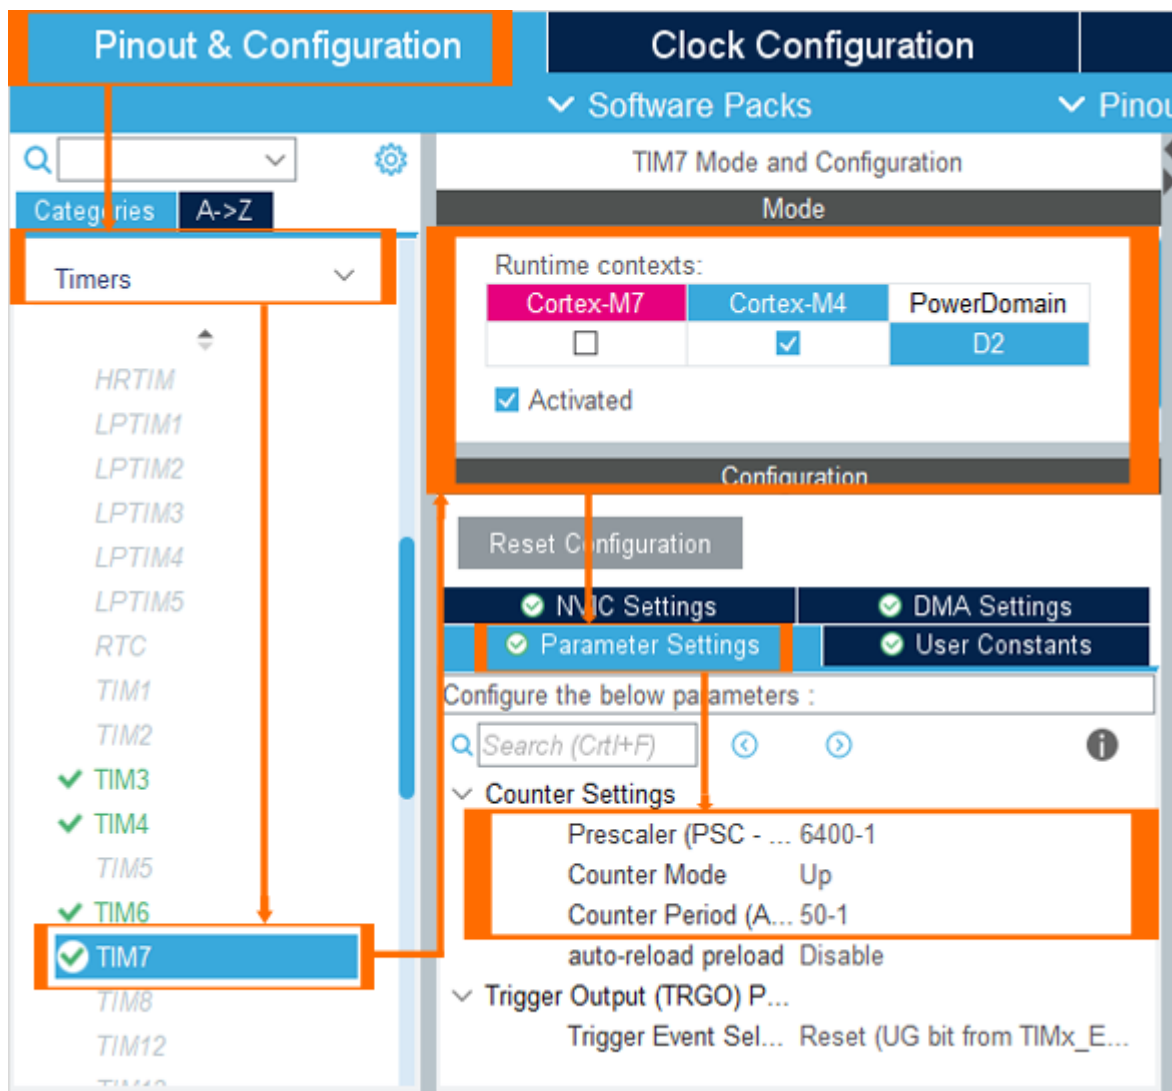 Pinout & Configuration
Clock Configuration
Software Packs
Pinou
TIM7 Mode and Configuration
Categories
A->Z
Mode
Timers
Runtime contexts:
Cortex-M7
Cortex-M4
PowerDomain
D2
Activated
HRTIM
LPTIM1
LPTIM2
LPTIM3
LPTIM4
LPTIM5
RTC
TIM1
TIM2
TIM3
TIM4
TIM5
TIM6
TIM7
TIM8
TIM12
Configuration
Reset Configuration
NVIC Settings
DMA Settings
Parameter Settings
User Constants
Configure the below parameters :
Search (Crtl+F)
Counter Settings
Prescaler (PSC - ... 6400-1
Counter Mode Up
Counter Period (A... 50-1
auto-reload preload Disable
Trigger Output (TRGO) P...
Trigger Event Sel... Reset (UG bit from TIMx_E...